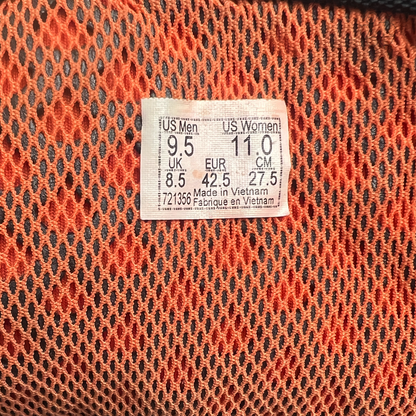 US Men US Women
9.5 11.0
UK EUR CM
8.5 42.5 27.5
721356 Made in Vietnam
Fabrique en Vietnam